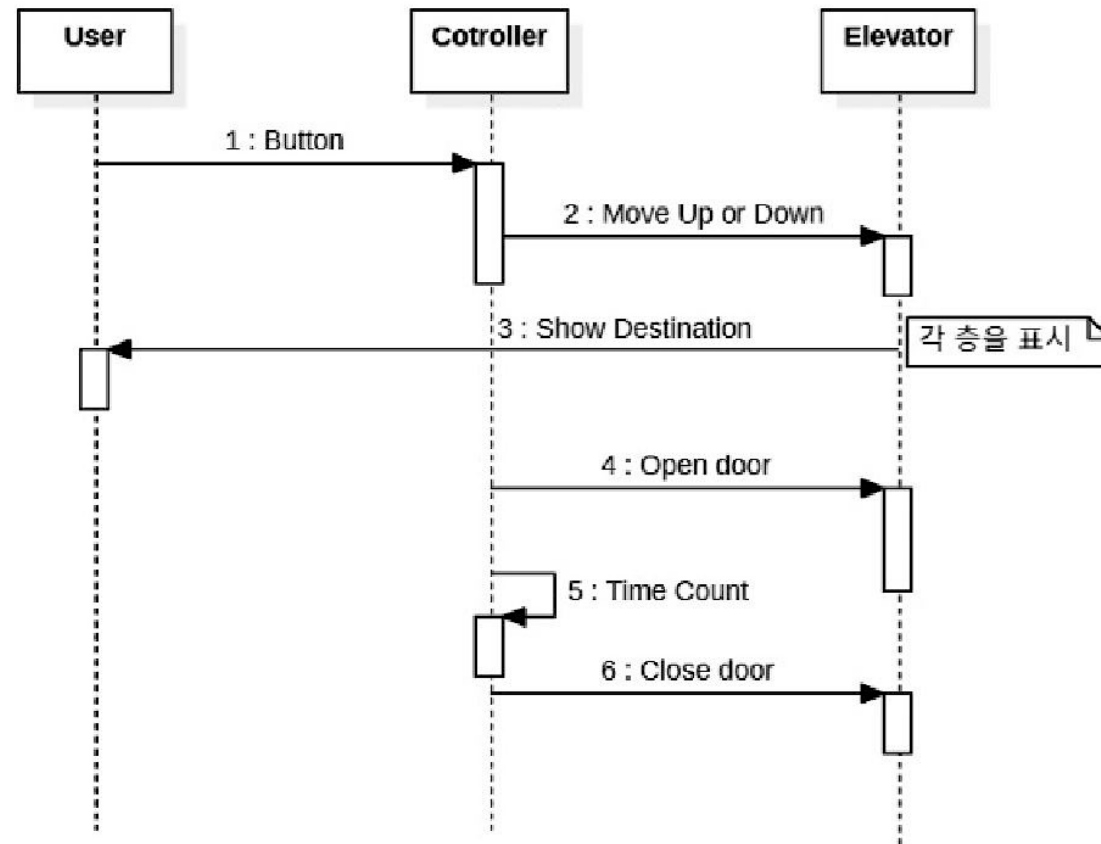 User
Cotroller
Elevator
1 : Button
2 : Move Up or Down
3 : Show Destination
각 층을 표시
4 : Open door
5 : Time Count
6 : Close door